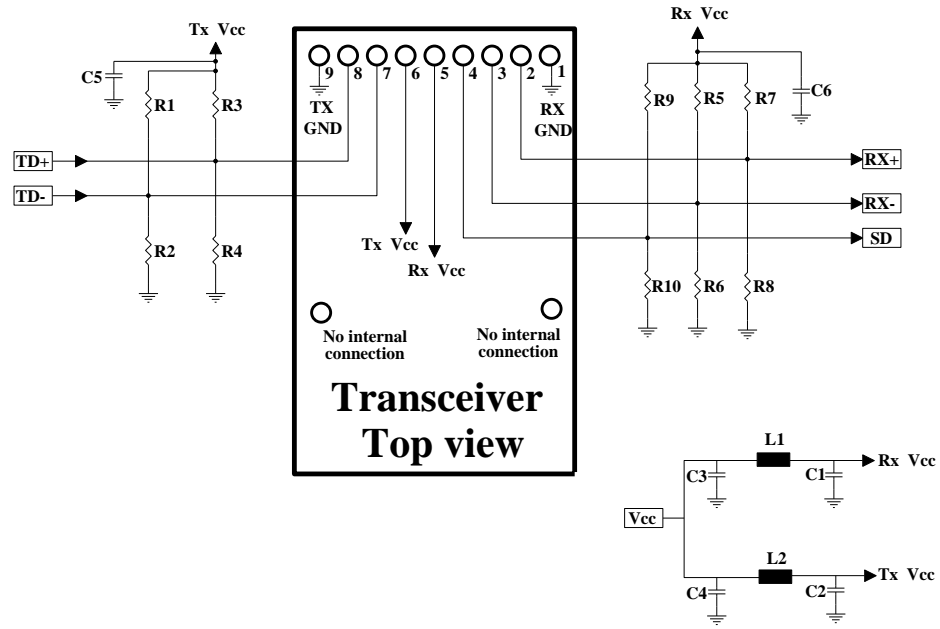 Tx Vcc
Rx Vcc
C5
R1
R3
9
8
7
6
5
4
3
2
1
TX
GND
RX
GND
R9
R5
R7
C6
TD+
TD-
RX+
RX-
SD
Tx Vcc
Rx Vcc
R2
R4
R10
R6
R8
No internal
connection
No internal
connection
Transceiver
Top view
L1
C3
C1
Rx Vcc
Vcc
L2
C4
C2
Tx Vcc